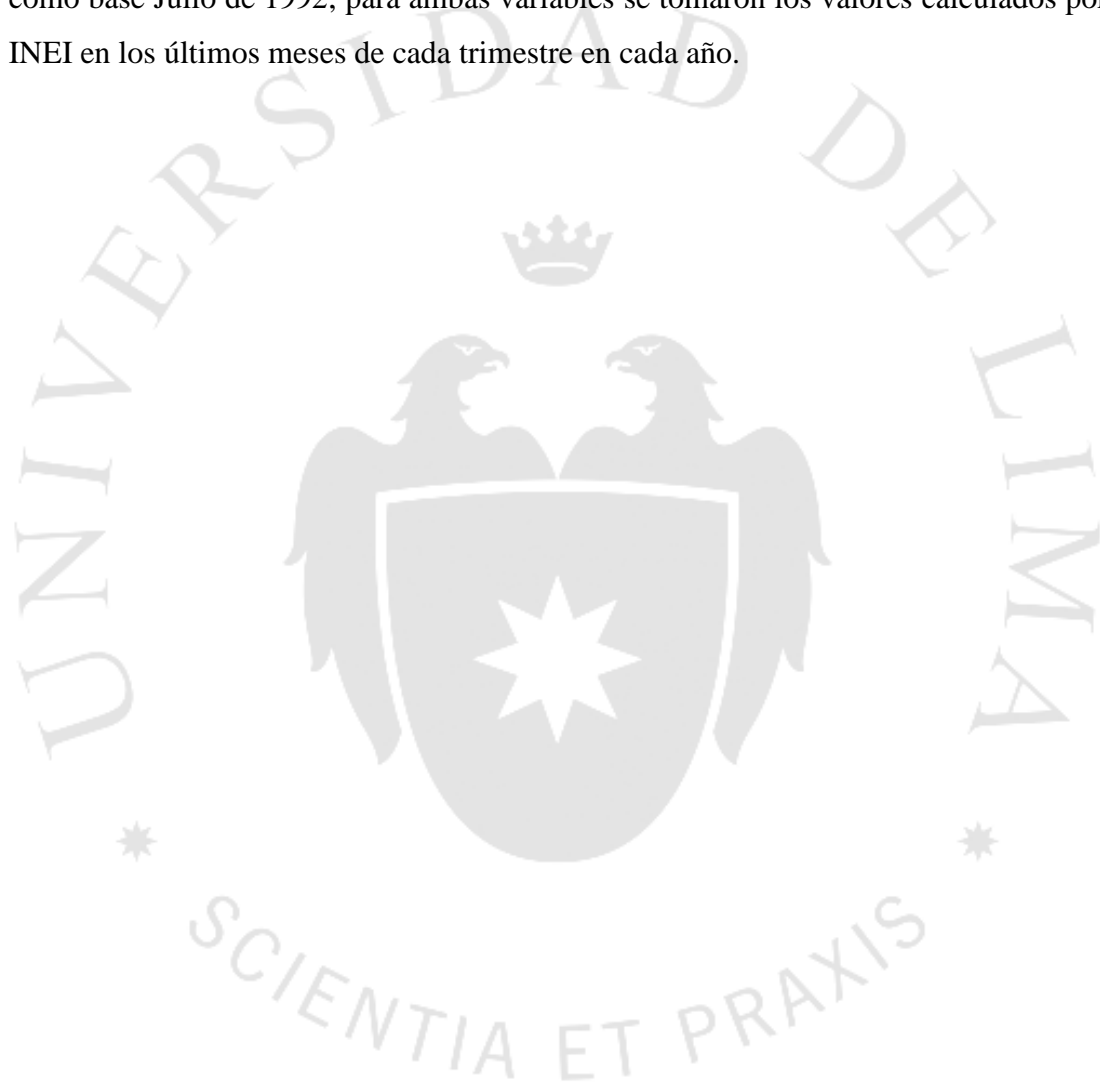 como base Julio de 1992, para ambas variables se tomaron los valores calculados por
INEI en los últimos meses de cada trimestre en cada año.
UNIVERSIDAD DE LIMA
SCIENTIA ET PRAXIS